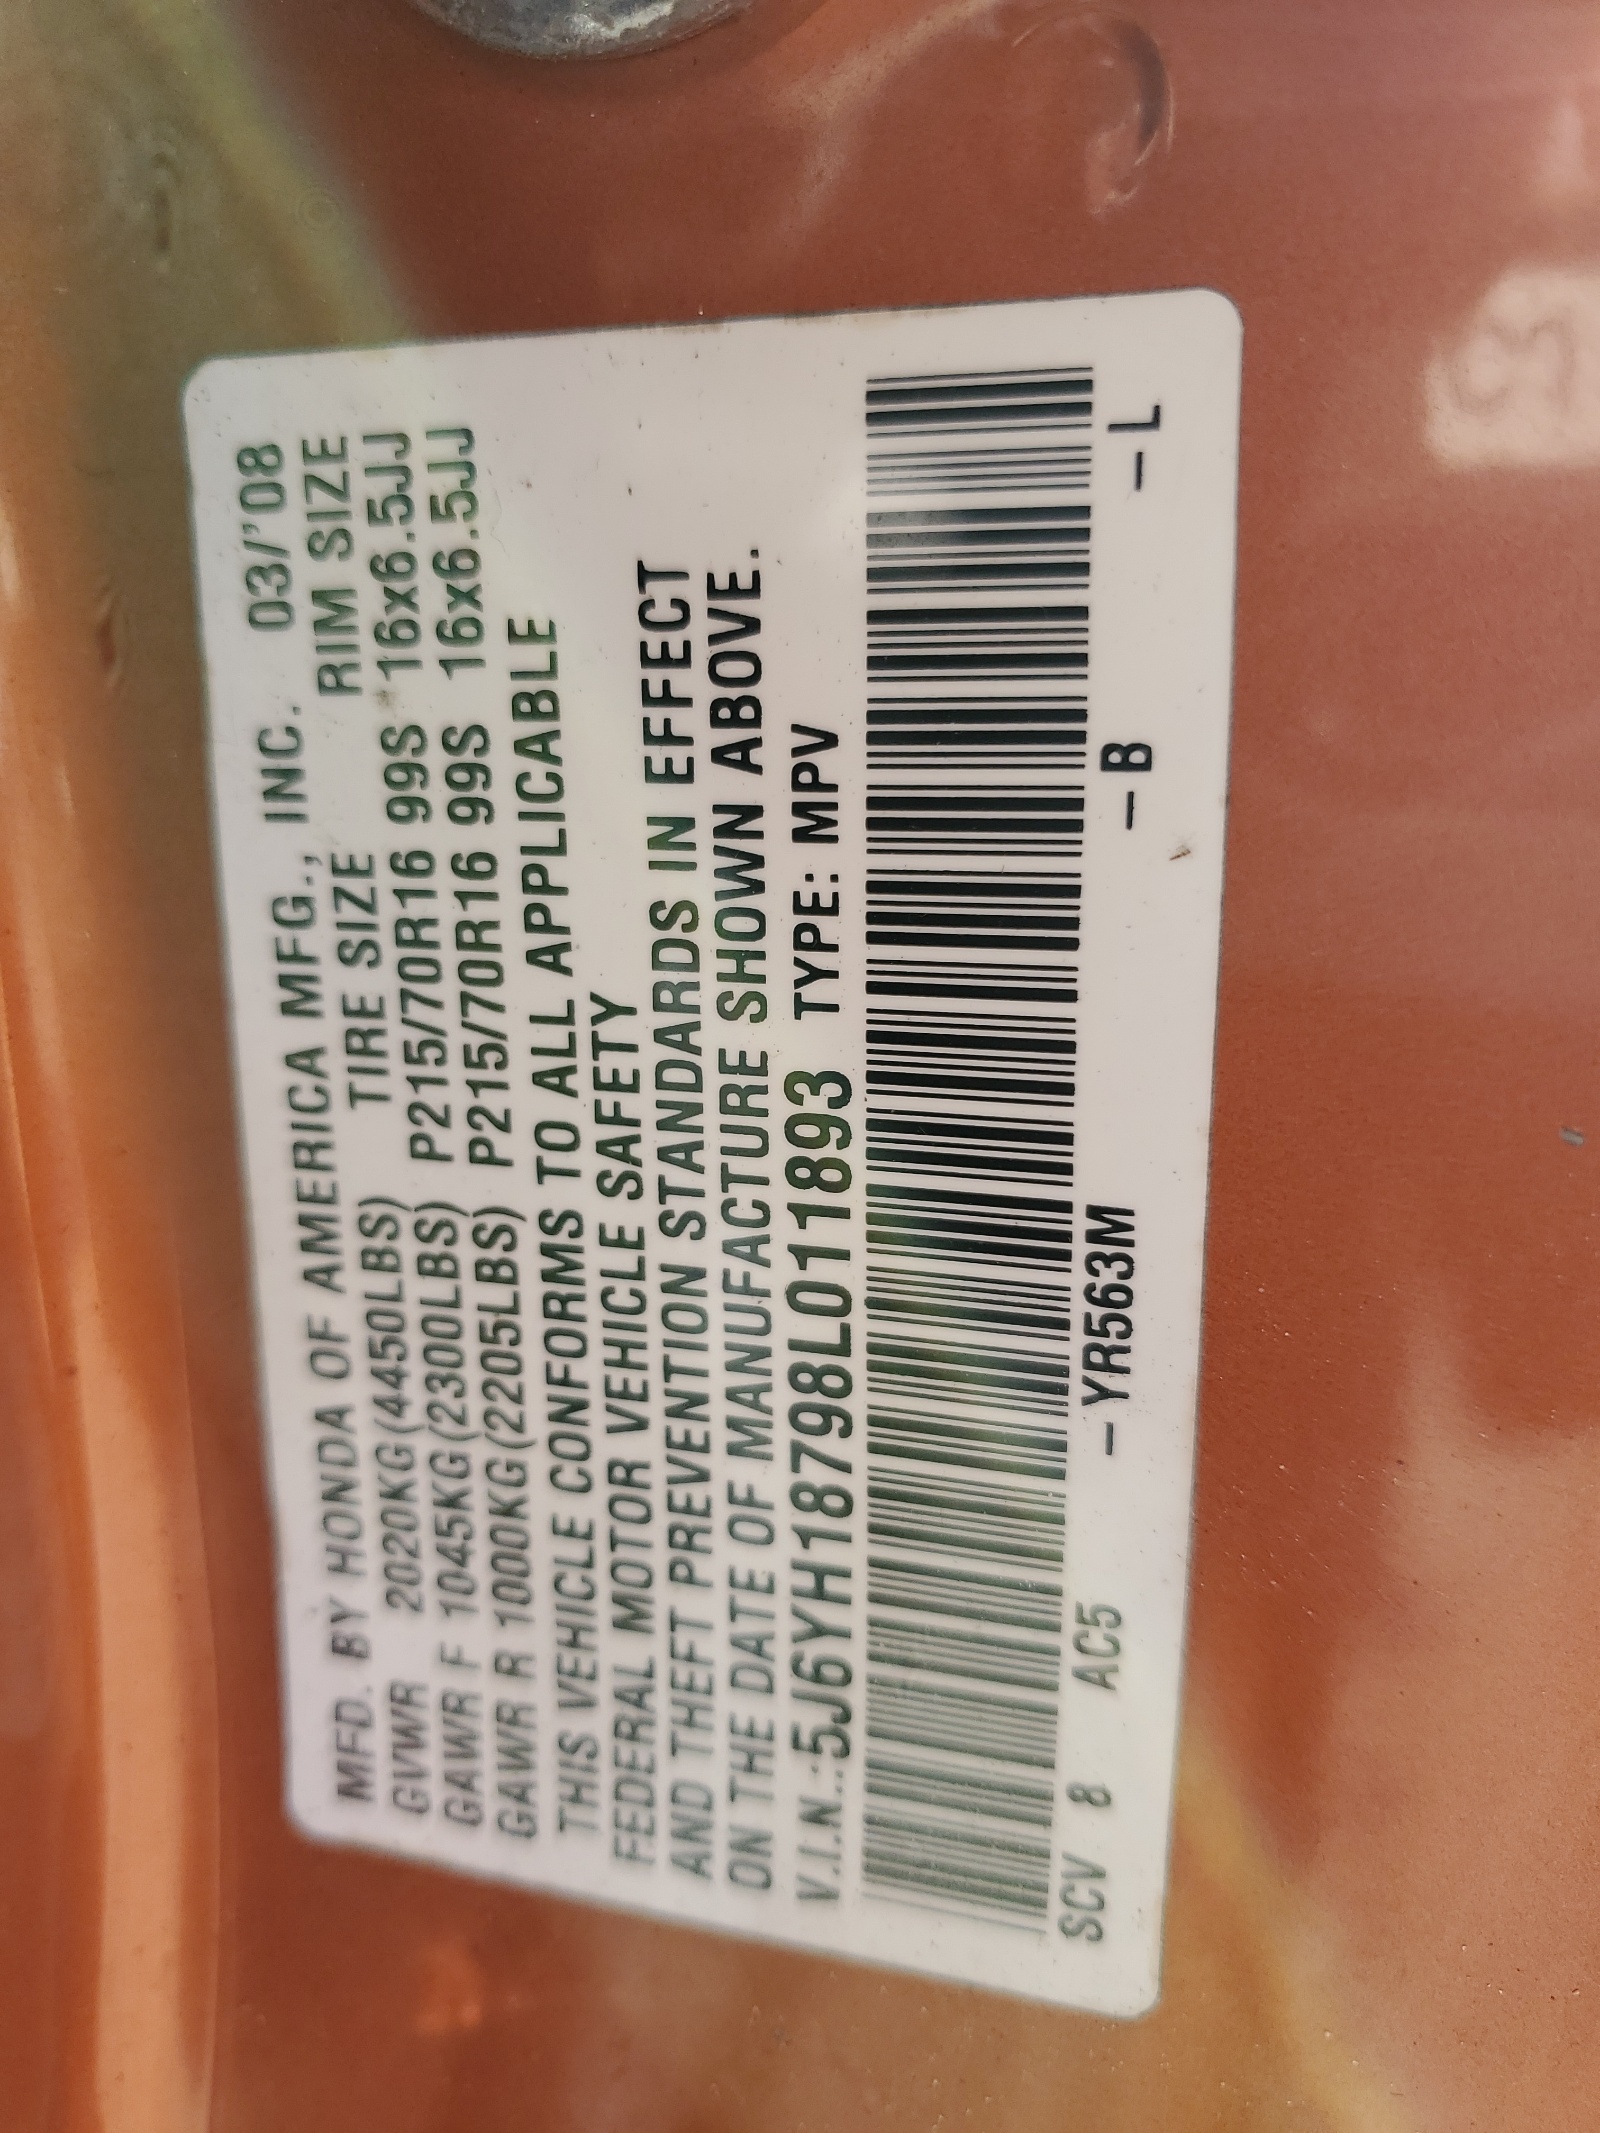 MFD. BY HONDA OF AMERICA MFG., INC. 03/'08
TIRE SIZE RIM SIZE
GVWR 2020KG(4450LBS)
GAWR F 1045KG(2300LBS) P215/70R16 99S 16x6.5JJ
GAWR R 1000KG(2205LBS) P215/70R16 99S 16x6.5JJ
THIS VEHICLE CONFORMS TO ALL APPLICABLE
FEDERAL MOTOR VEHICLE SAFETY
AND THEFT PREVENTION STANDARDS IN EFFECT
ON THE DATE OF MANUFACTURE SHOWN ABOVE.
V.I.N.:5J6YH18798L011893 TYPE: MPV
SCV 8 AC5 – YR563M – B – L